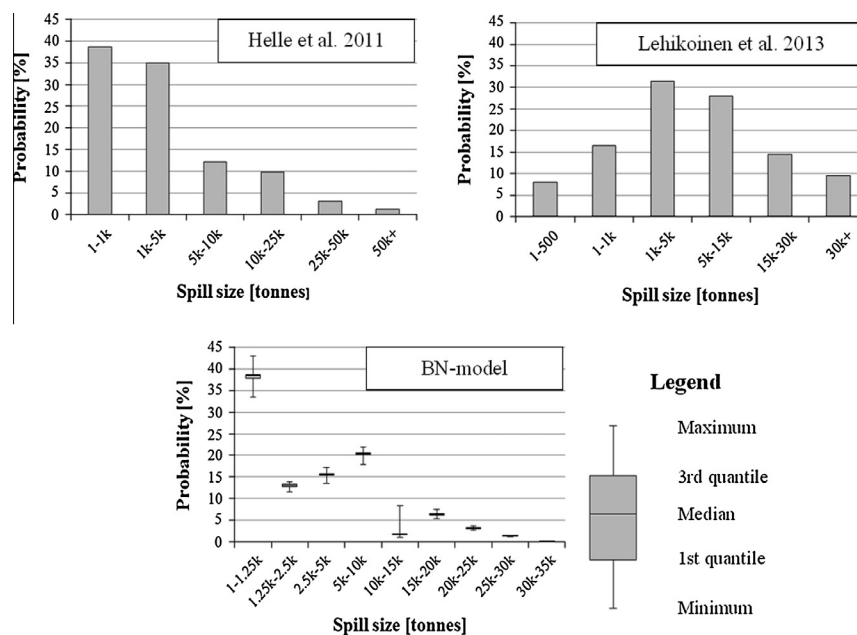 Helle et al. 2011
Probability [%]
45
40
35
30
25
20
15
10
5
0
1-1k
1k-5k
5k-10k
10k-25k
25k-50k
50k+
Spill size [tonnes]
Lehikoinen et al. 2013
Probability [%]
45
40
35
30
25
20
15
10
5
0
1-500
1-1k
1k-5k
5k-15k
15k-30k
30k+
Spill size [tonnes]
BN-model
Probability [%]
45
40
35
30
25
20
15
10
5
0
1-1.25k
1.25k-2.5k
2.5k-5k
5k-10k
10k-15k
15k-20k
20k-25k
25k-30k
30k-35k
Spill size [tonnes]
Legend
Maximum
3rd quantile
Median
1st quantile
Minimum